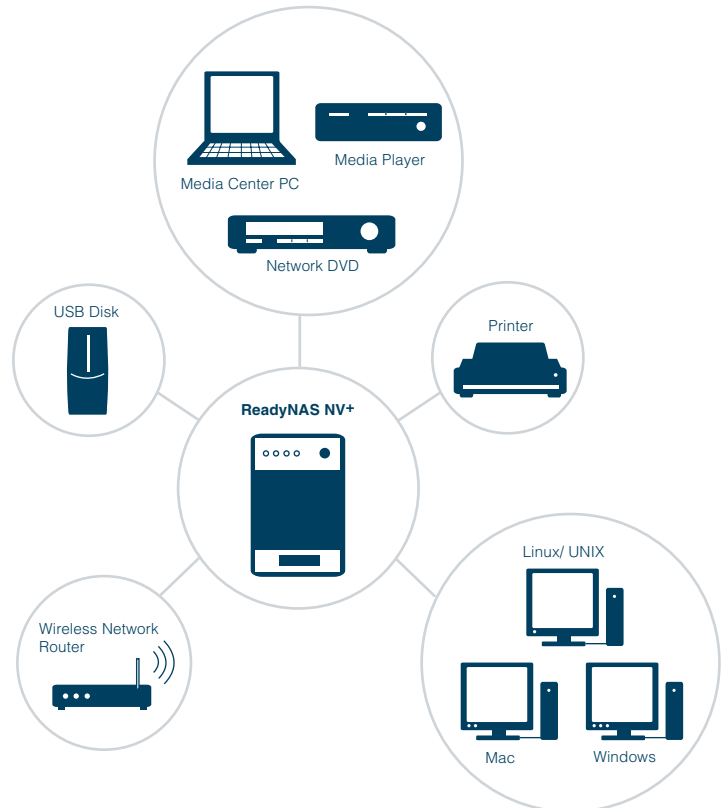 Media Player
Media Center PC
Network DVD
USB Disk
Printer
ReadyNAS NV+
Linux/ UNIX
Wireless Network
Router
Mac
Windows